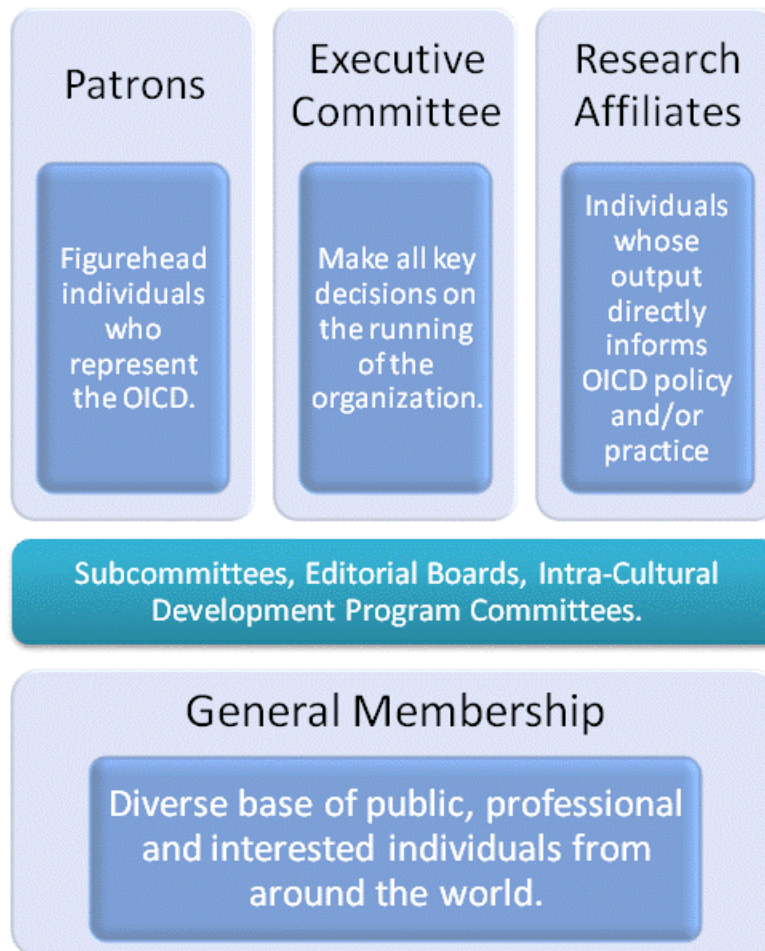 Patrons
Figurehead
individuals
who
represent
the OICD.
Executive
Committee
Make all key
decisions on
the running
of the
organization.
Research
Affiliates
Individuals
whose
output
directly
informs
OICD policy
and/or
practice
Subcommittees, Editorial Boards, Intra-Cultural
Development Program Committees.
General Membership
Diverse base of public, professional
and interested individuals from
around the world.